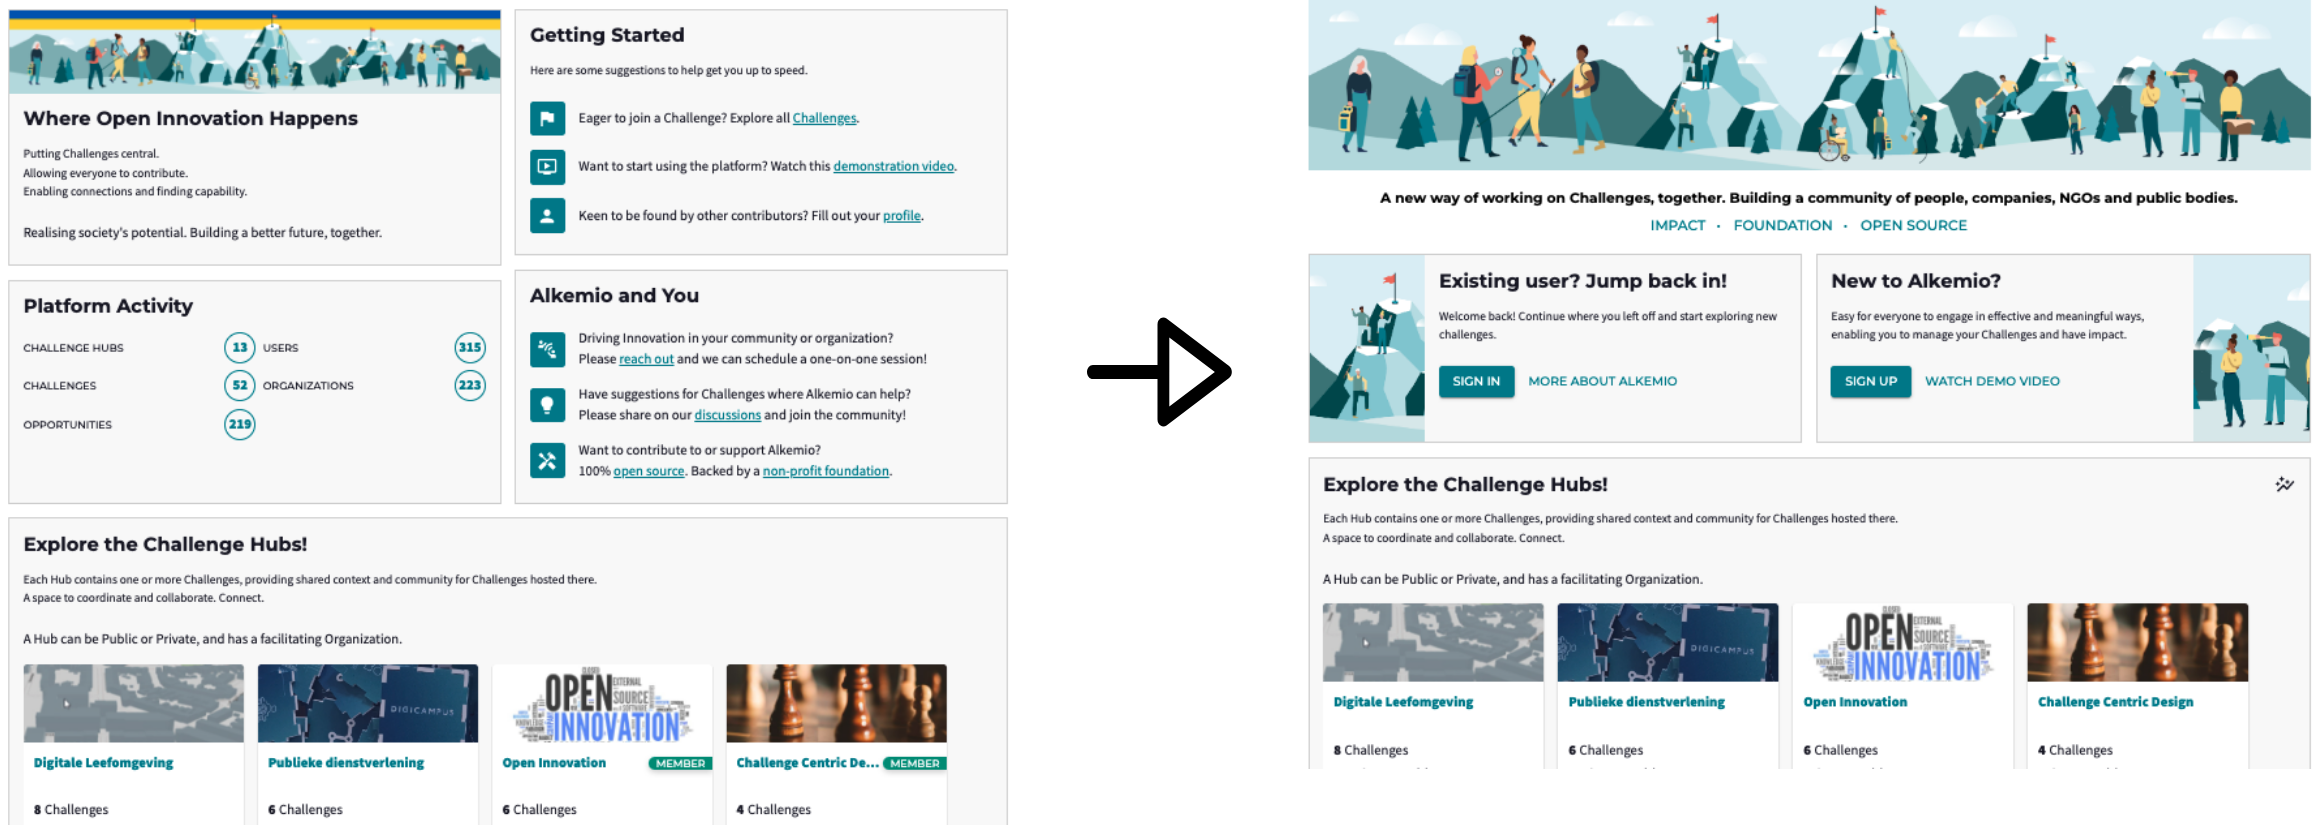 Where Open Innovation Happens
Putting Challenges central.
Allowing everyone to contribute.
Enabling connections and finding capability.
Realising society's potential. Building a better future, together.
Getting Started
Here are some suggestions to help get you up to speed.
Eager to join a Challenge? Explore all Challenges.
Want to start using the platform? Watch this demonstration video.
Keen to be found by other contributors? Fill out your profile.
Platform Activity
CHALLENGE HUBS 13 USERS 315
CHALLENGES 52 ORGANIZATIONS 223
OPPORTUNITIES 219
Alkemio and You
Driving Innovation in your community or organization?
Please reach out and we can schedule a one-on-one session!
Have suggestions for Challenges where Alkemio can help?
Please share on our discussions and join the community!
Want to contribute to or support Alkemio?
100% open source. Backed by a non-profit foundation.
Explore the Challenge Hubs!
Each Hub contains one or more Challenges, providing shared context and community for Challenges hosted there.
A space to coordinate and collaborate. Connect.
A Hub can be Public or Private, and has a facilitating Organization.
DIGICAMPUS
OPEN EXTERNAL
SOURCE
INNOVATION
Digitale Leefomgeving
Publieke dienstverlening
Open Innovation MEMBER
Challenge Centric De... MEMBER
8 Challenges
6 Challenges
6 Challenges
4 Challenges
A new way of working on Challenges, together. Building a community of people, companies, NGOs and public bodies.
IMPACT · FOUNDATION · OPEN SOURCE
Existing user? Jump back in!
Welcome back! Continue where you left off and start exploring new
challenges.
SIGN IN MORE ABOUT ALKEMIO
New to Alkemio?
Easy for everyone to engage in effective and meaningful ways,
enabling you to manage your Challenges and have impact.
SIGN UP WATCH DEMO VIDEO
Explore the Challenge Hubs!
Each Hub contains one or more Challenges, providing shared context and community for Challenges hosted there.
A space to coordinate and collaborate. Connect.
A Hub can be Public or Private, and has a facilitating Organization.
DIGICAMPUS
OPEN EXTERNAL
SOURCE
INNOVATION
Digitale Leefomgeving
Publieke dienstverlening
Open Innovation
Challenge Centric Design
8 Challenges
6 Challenges
6 Challenges
4 Challenges